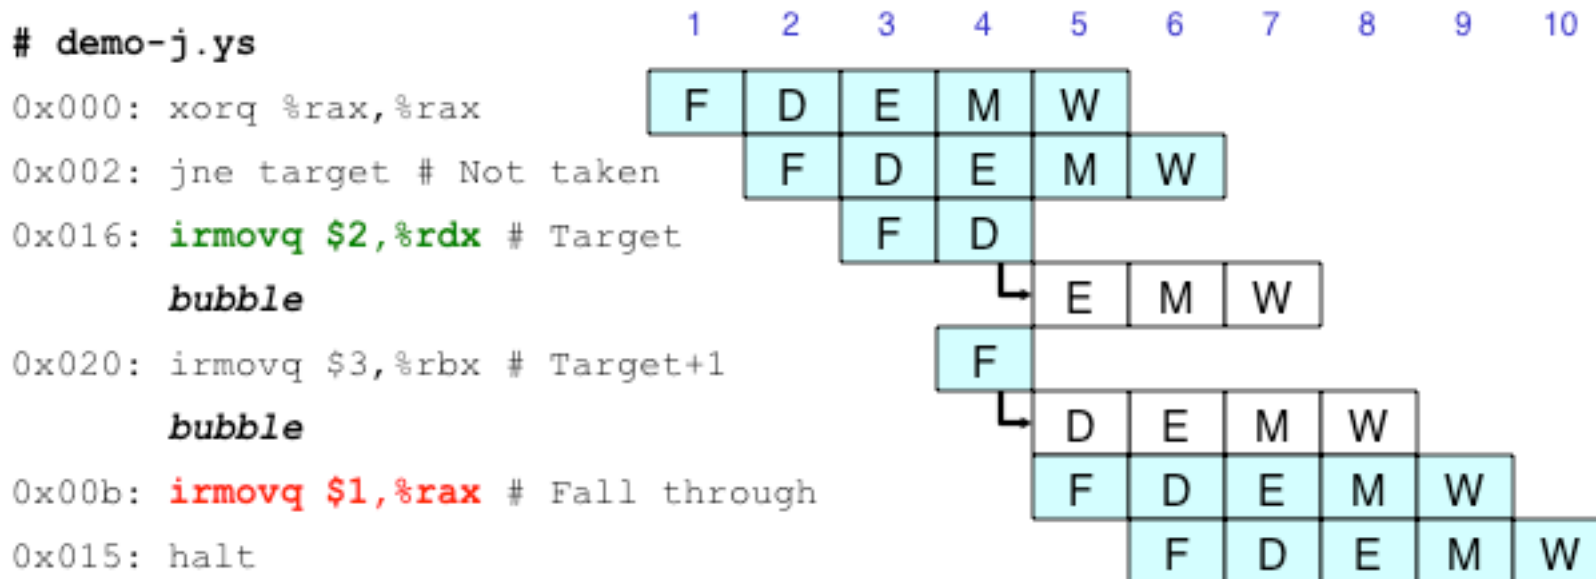 1 2 3 4 5 6 7 8 9 10
# demo-j.ys
0x000: xorq %rax,%rax F D E M W
0x002: jne target # Not taken F D E M W
0x016: irmovq $2,%rdx # Target F D
bubble E M W
0x020: irmovq $3,%rbx # Target+1 F
bubble D E M W
0x00b: irmovq $1,%rax # Fall through F D E M W
0x015: halt F D E M W